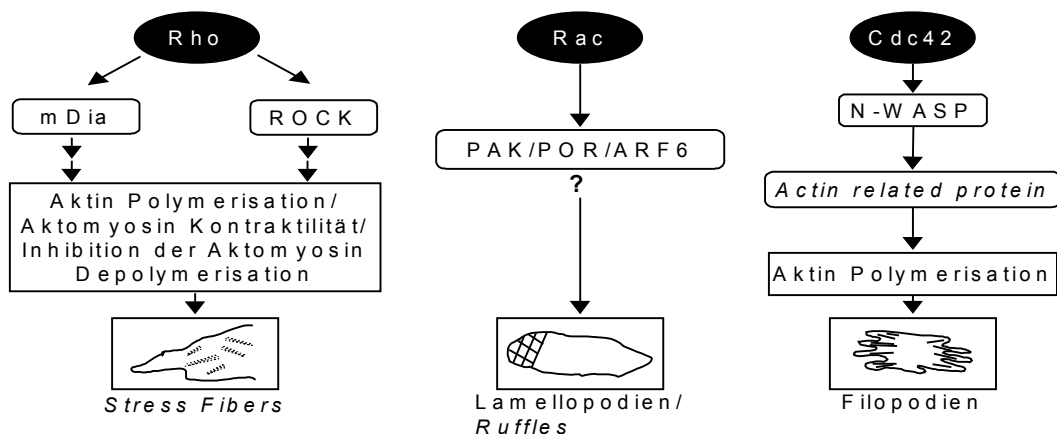 Rho
mDia
ROCK
Aktin Polymerisation/
Aktomyosin Kontraktilität/
Inhibition der Aktomyosin
Depolymerisation
Stress Fibers
Rac
PAK/POR/ARF6
?
Lamellopodien/
Ruffles
Cdc42
N-WASP
Actin related protein
Aktin Polymerisation
Filopodien